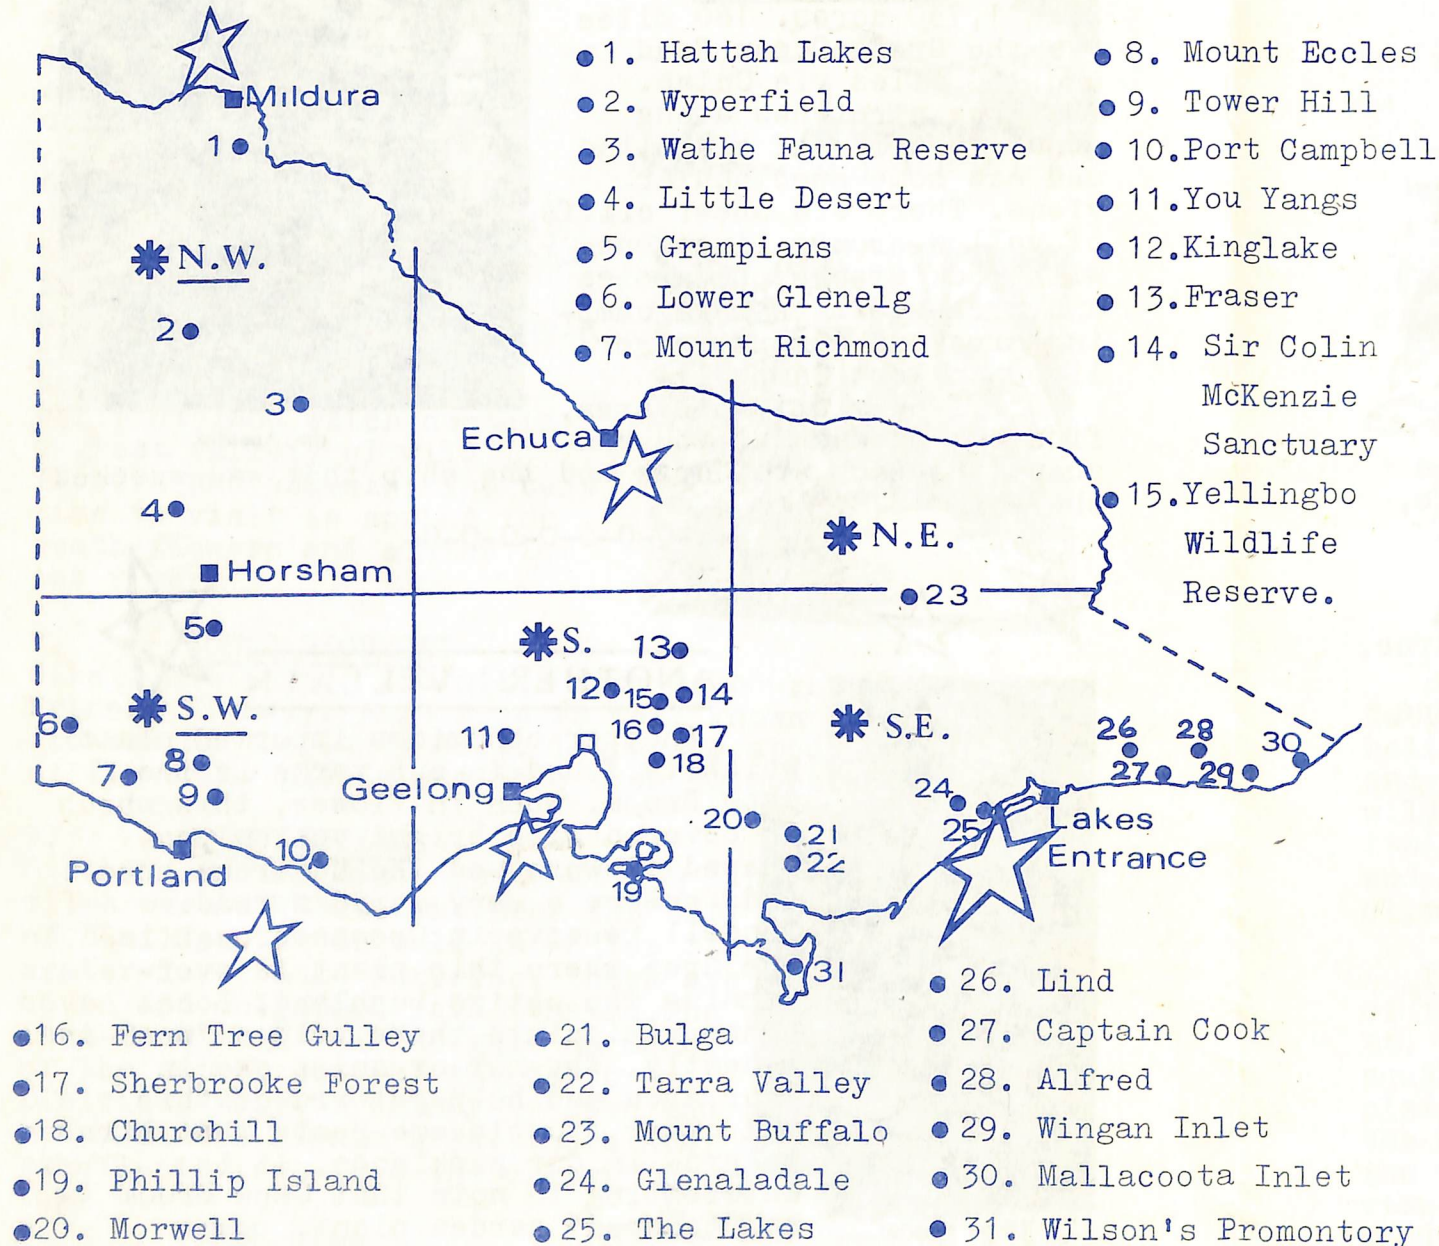 1. Hattah Lakes
2. Wyperfield
3. Wathe Fauna Reserve
4. Little Desert
5. Grampians
6. Lower Glenelg
7. Mount Richmond
8. Mount Eccles
9. Tower Hill
10.Port Campbell
11.You Yangs
12.Kinglake
13.Fraser
14. Sir Colin
McKenzie
Sanctuary
15.Yellingbo
Wildlife
Reserve.
Mildura
1
N.W.
2
3
Echuca
4
N.E.
Horsham
23
5
S.
13
12
15
14
S.W.
6
16
17
11
S.E.
26
28
30
18
8
7
27
29
9
Geelong
24
20
25
Lakes
Entrance
21
22
10
Portland
19
31
16. Fern Tree Gulley
17. Sherbrooke Forest
18. Churchill
19. Phillip Island
20. Morwell
21. Bulga
22. Tarra Valley
23. Mount Buffalo
24. Glenaladale
25. The Lakes
26. Lind
27. Captain Cook
28. Alfred
29. Wingan Inlet
30. Mallacoota Inlet
31. Wilson's Promontory